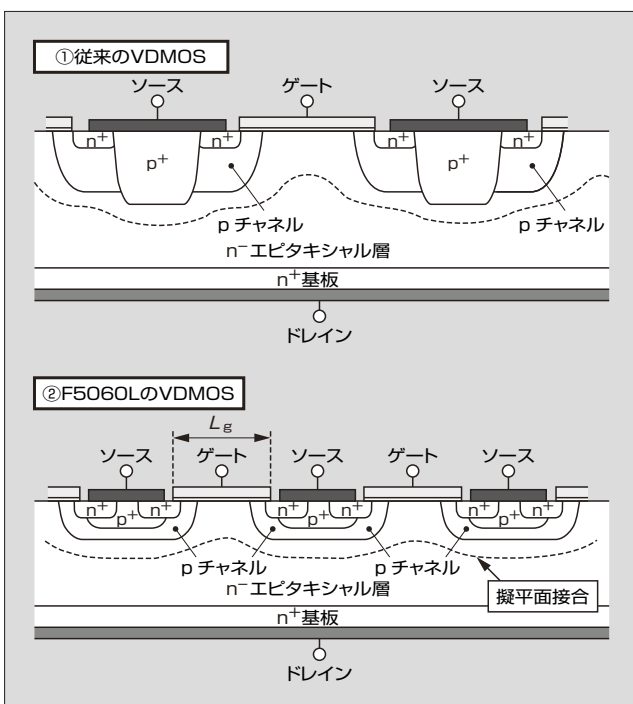 ①従来のVDMOS
ソース ゲート ソース
n⁺ n⁺ n⁺ n⁺
p⁺ p⁺
p チャネル p チャネル
n⁻エピタキシャル層
n⁺基板
ドレイン
②F5060LのVDMOS
Lg
ソース ゲート ソース ゲート ソース
n⁺ n⁺ n⁺ n⁺ n⁺ n⁺
p⁺ p⁺ p⁺
p チャネル p チャネル
n⁻エピタキシャル層
擬平面接合
n⁺基板
ドレイン